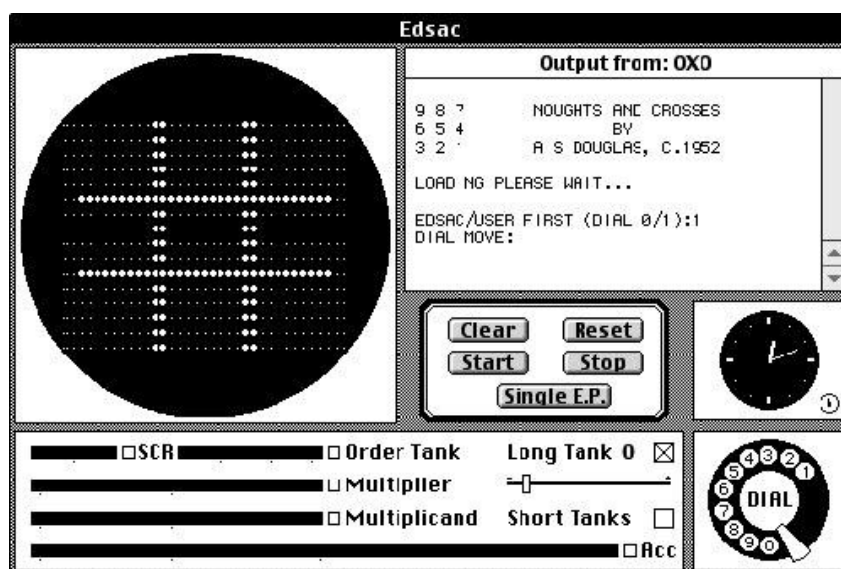 Edsac
Output from: OXO
9 8 7 NOUGHTS AND CROSSES
6 5 4 BY
3 2 A S DOUGLAS, C.1952
LOAD NG PLEASE WAIT...
EDSAC/USER FIRST (DIAL 0/1):1
DIAL MOVE:
Clear Reset
Start Stop
Single E.P.
SCR Order Tank Long Tank 0
Multiplier
Multiplicand Short Tanks
Acc
1 2 3 4 5 6 7 8 9 0
DIAL